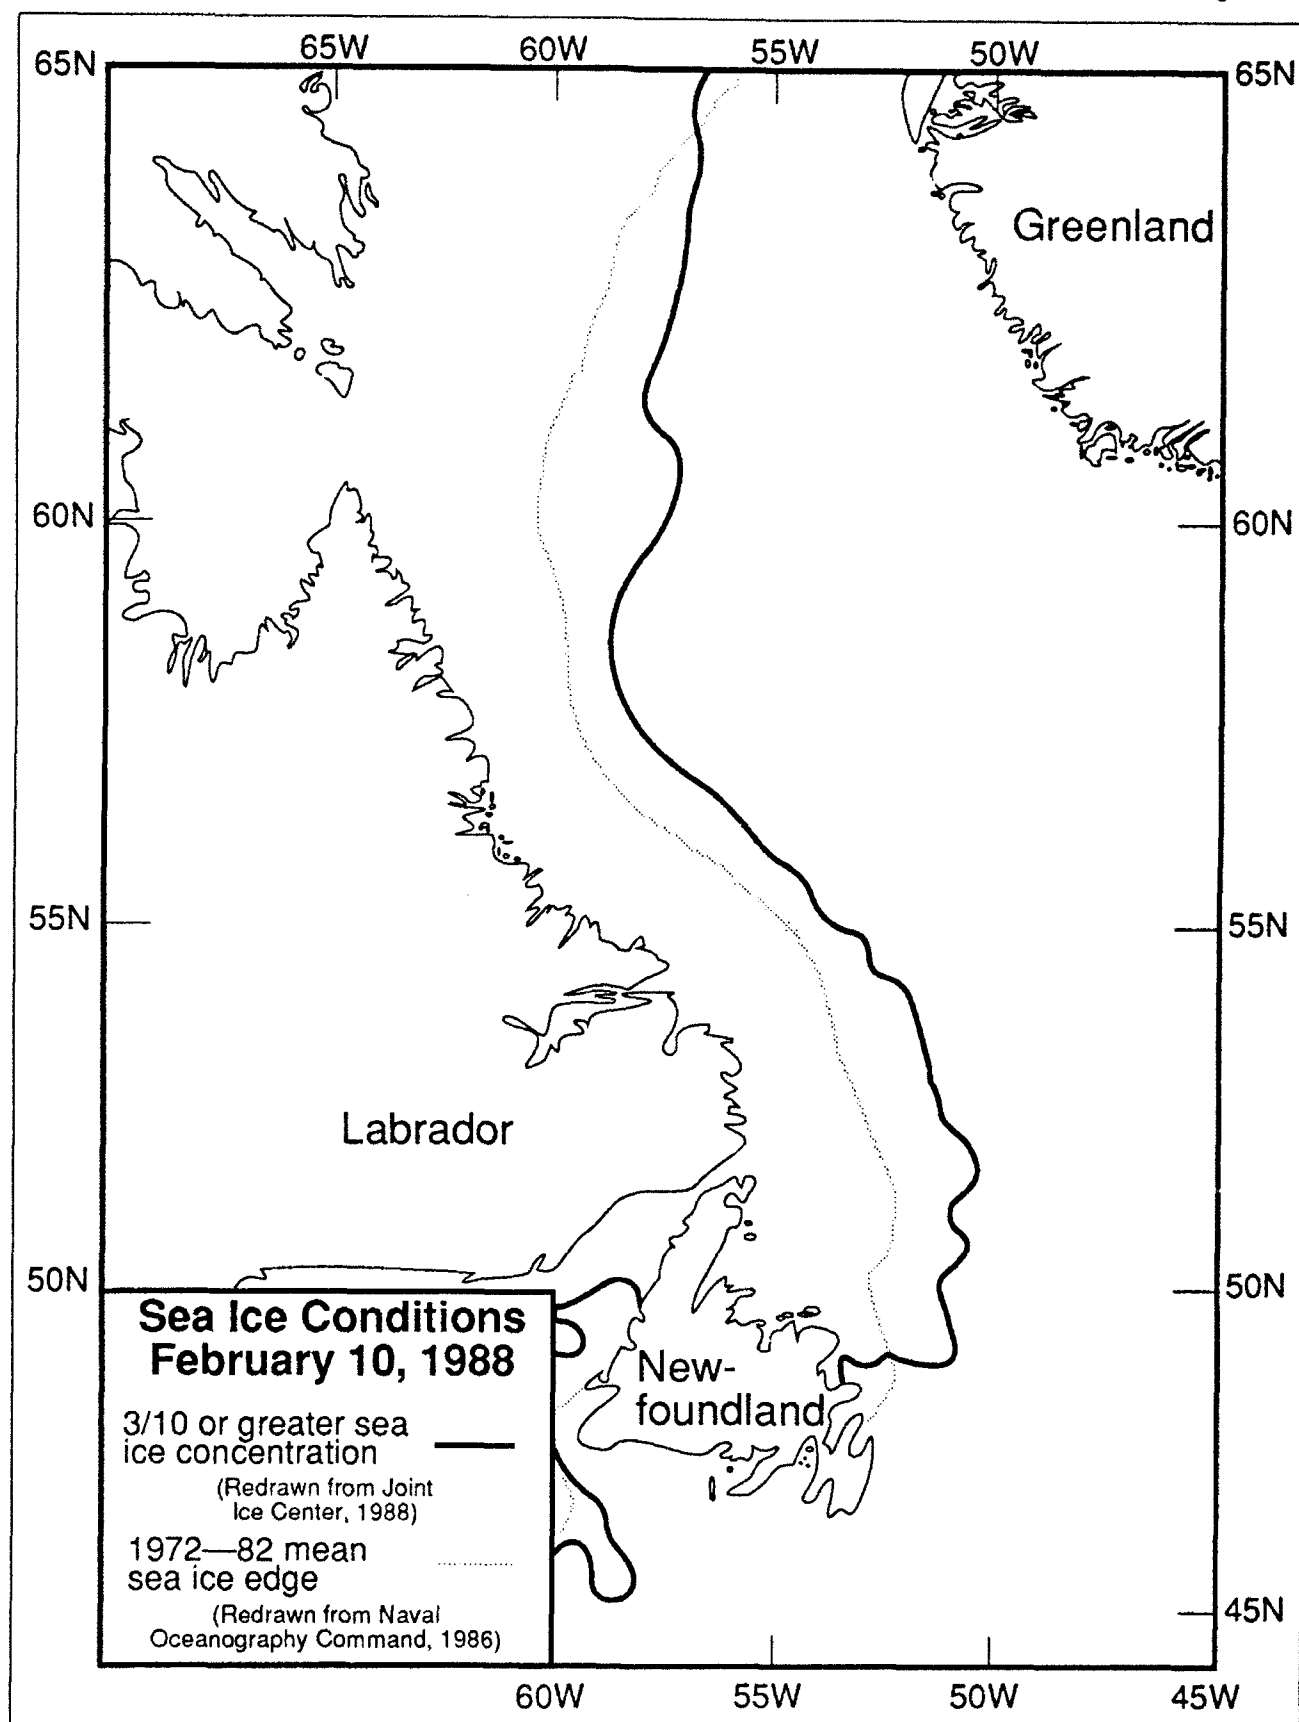 65W 60W 55W 50W
65N 65N
Greenland
60N 60N
55N 55N
Labrador
50N 50N
Sea Ice Conditions
February 10, 1988
3/10 or greater sea
ice concentration
(Redrawn from Joint
Ice Center, 1988)
1972—82 mean
sea ice edge
(Redrawn from Naval
Oceanography Command, 1986)
New-
foundland
45N
60W 55W 50W 45W